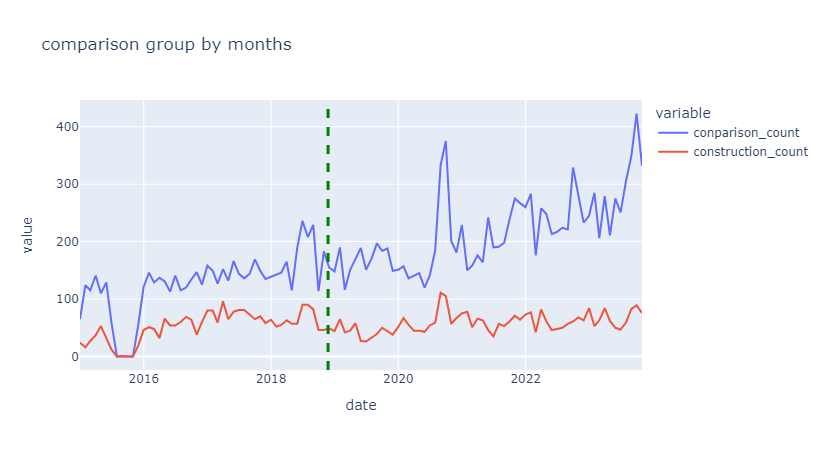 comparison group by months
variable
conparison_count
construction_count
400
300
200
100
0
value
2016
2018
2020
2022
date